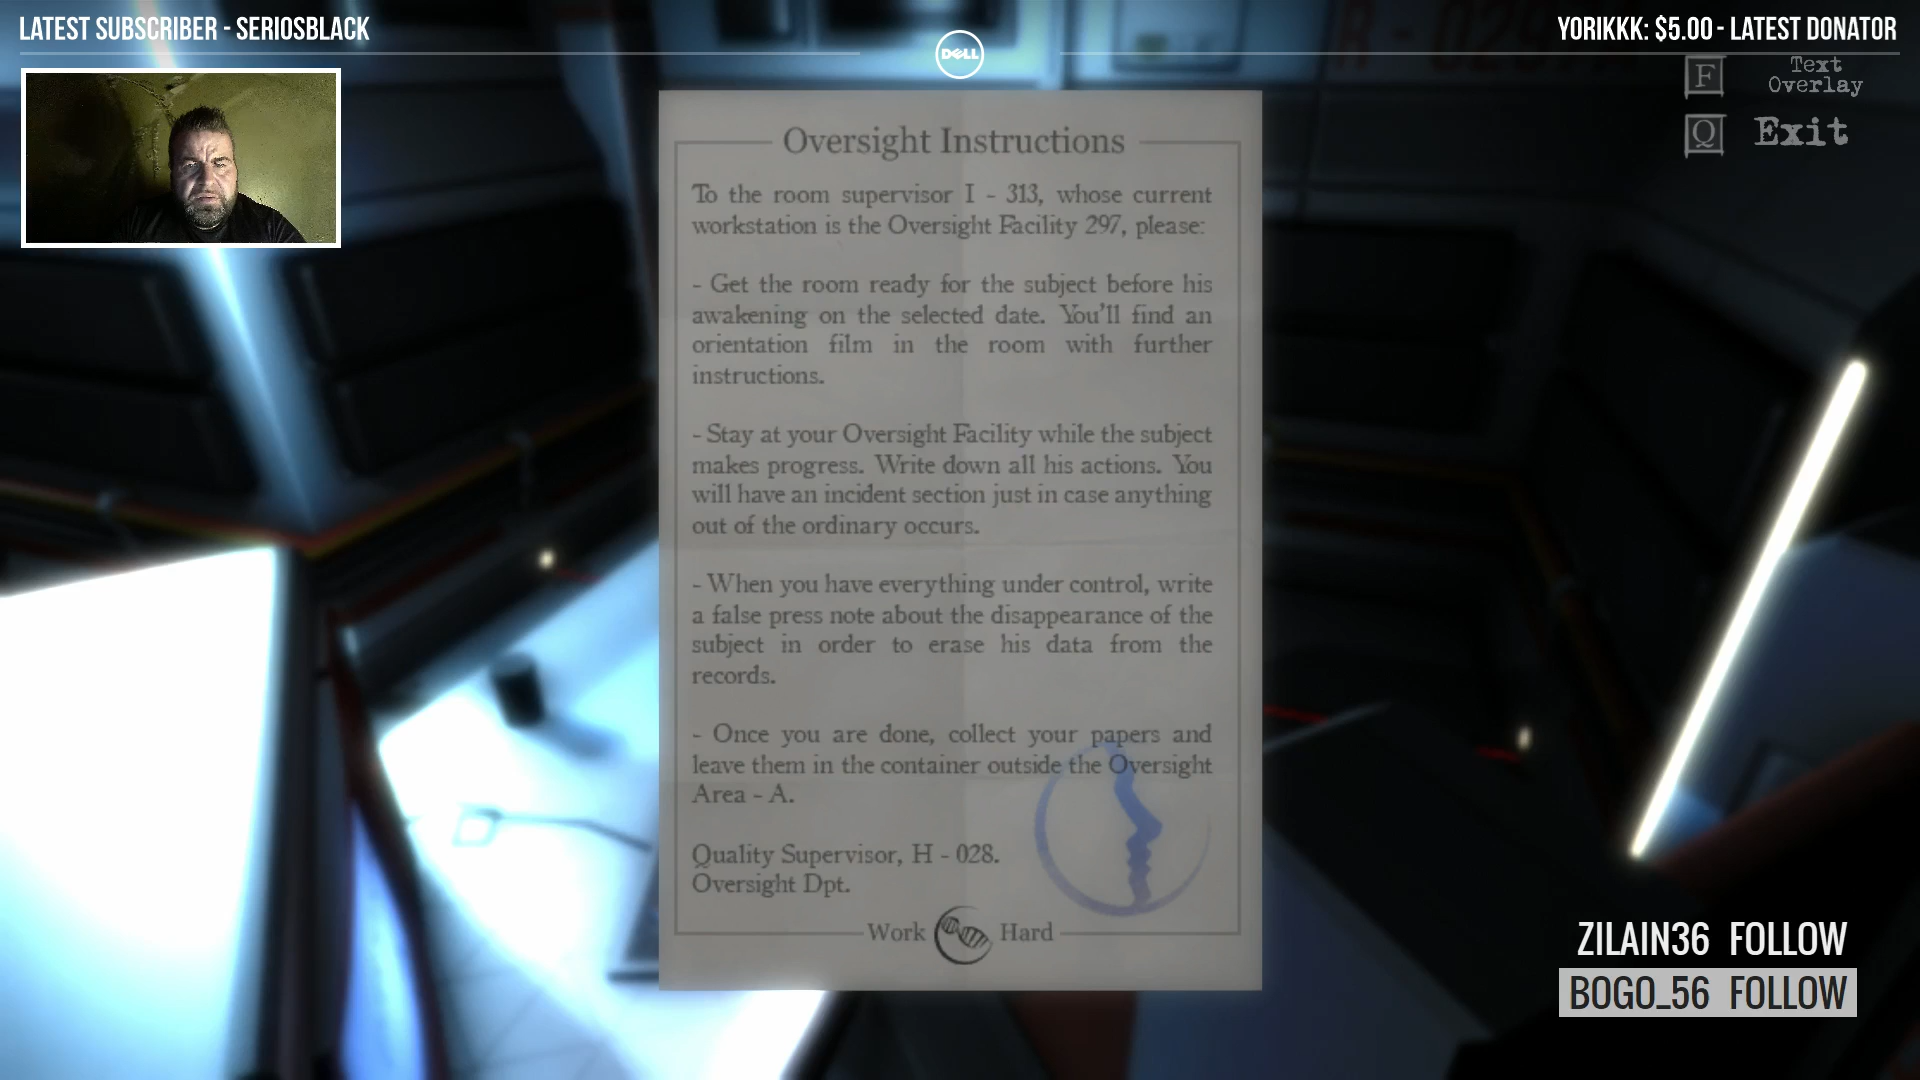 LATEST SUBSCRIBER - SERIOSBLACK
DELL
YORIKKK: $5.00 - LATEST DONATOR
F Text Overlay
Q Exit
Oversight Instructions
To the room supervisor I - 313, whose current
workstation is the Oversight Facility 297, please:
- Get the room ready for the subject before his
awakening on the selected date. You'll find an
orientation film in the room with further
instructions.
- Stay at your Oversight Facility while the subject
makes progress. Write down all his actions. You
will have an incident section just in case anything
out of the ordinary occurs.
- When you have everything under control, write
a false press note about the disappearance of the
subject in order to erase his data from the
records.
- Once you are done, collect your papers and
leave them in the container outside the Oversight
Area - A.
Quality Supervisor, H - 028.
Oversight Dpt.
Work Hard
ZILAIN36 FOLLOW
BOGO_56 FOLLOW